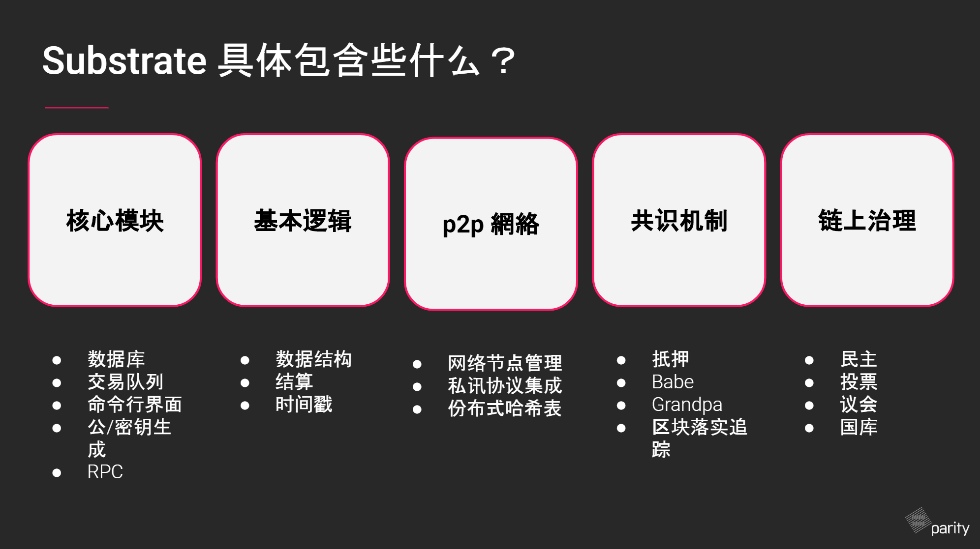 Substrate 具体包含些什么？
核心模块
基本逻辑
p2p 網絡
共识机制
链上治理
● 数据库
● 交易队列
● 命令行界面
● 公/密钥生
成
● RPC
● 数据结构
● 结算
● 时间戳
● 网络节点管理
● 私讯协议集成
● 份布式哈希表
● 抵押
● Babe
● Grandpa
● 区块落实追
踪
● 民主
● 投票
● 议会
● 国库
parity